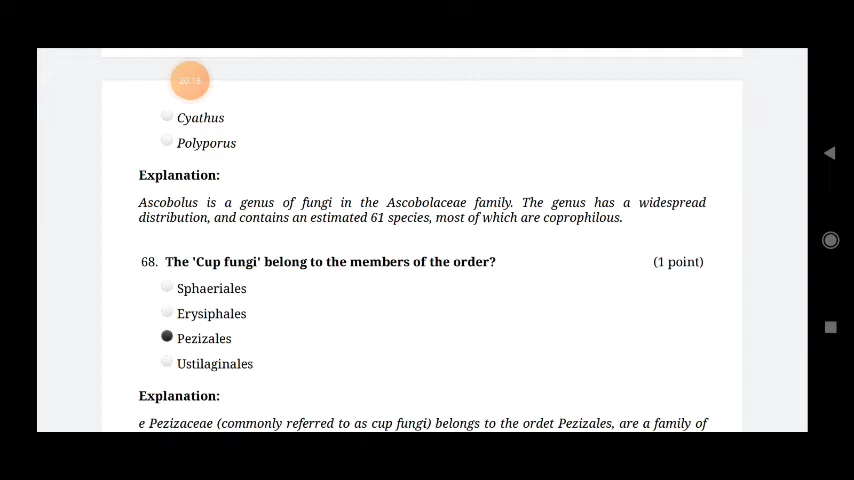 20:18
Cyathus
Polyporus
Explanation:
Ascobolus is a genus of fungi in the Ascobolaceae family. The genus has a widespread
distribution, and contains an estimated 61 species, most of which are coprophilous.
68. The 'Cup fungi' belong to the members of the order? (1 point)
Sphaeriales
Erysiphales
Pezizales
Ustilaginales
Explanation:
e Pezizaceae (commonly referred to as cup fungi) belongs to the ordet Pezizales, are a family of